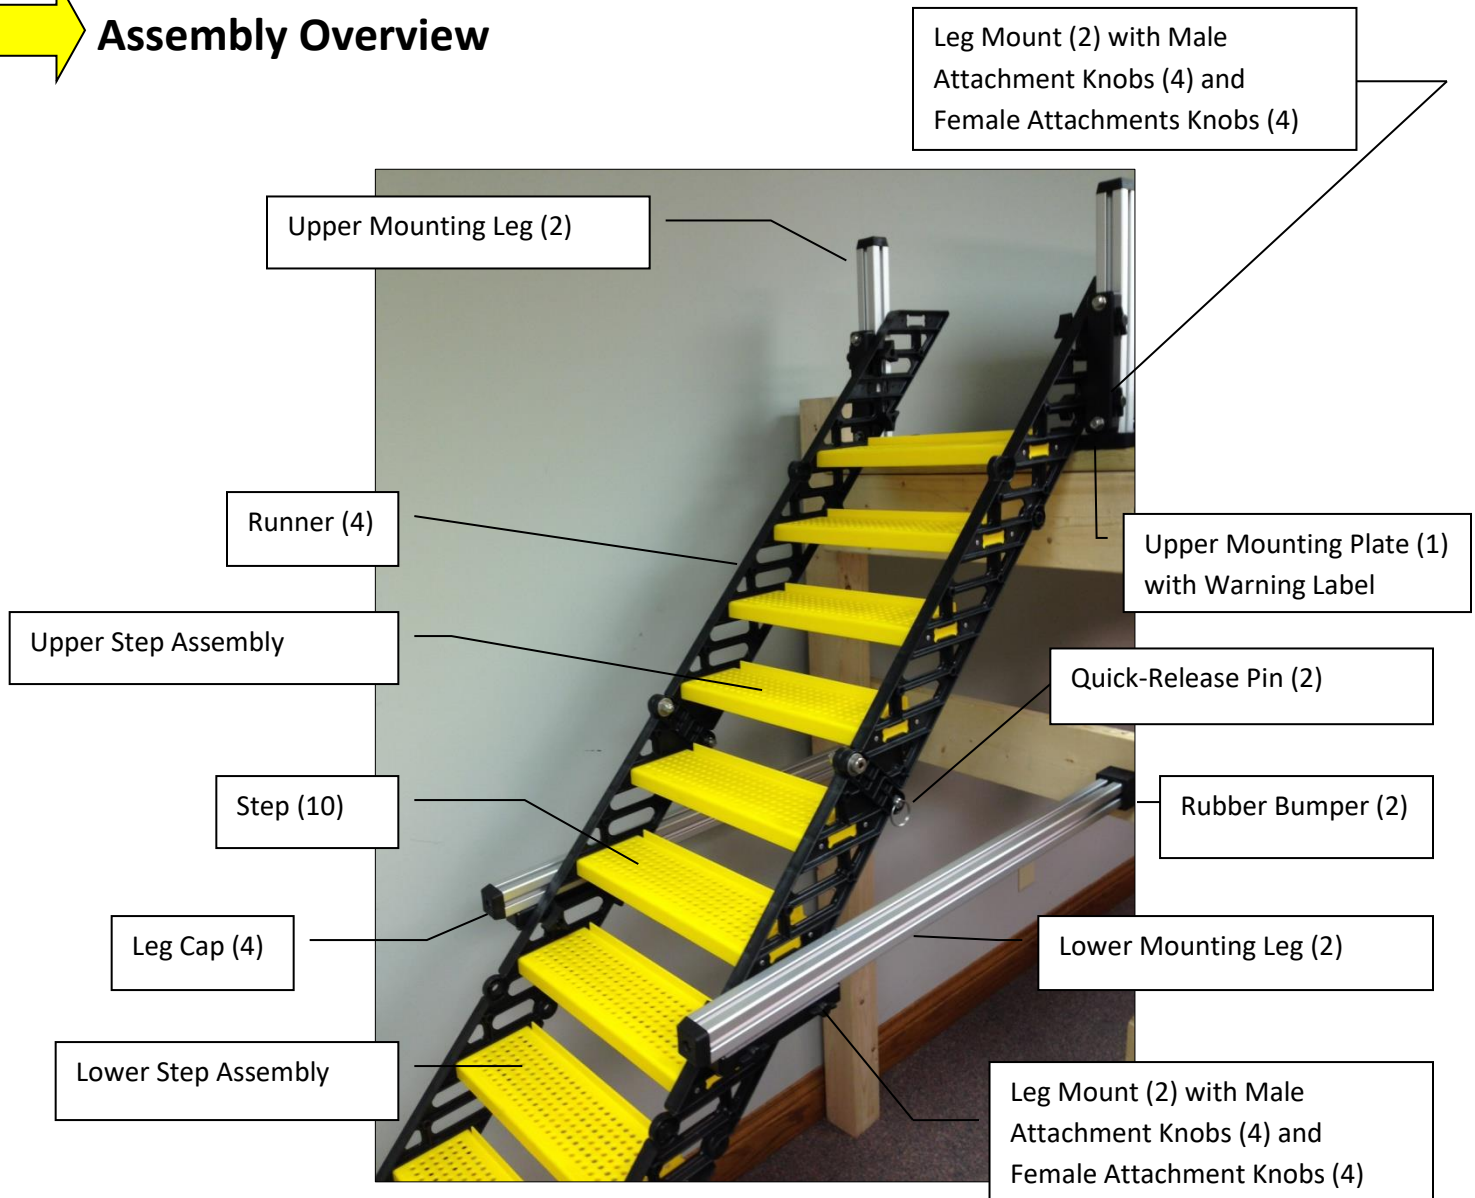 Assembly Overview
Leg Mount (2) with Male
Attachment Knobs (4) and
Female Attachments Knobs (4)
Upper Mounting Leg (2)
Runner (4)
Upper Mounting Plate (1)
with Warning Label
Upper Step Assembly
Quick-Release Pin (2)
Step (10)
Rubber Bumper (2)
Leg Cap (4)
Lower Mounting Leg (2)
Lower Step Assembly
Leg Mount (2) with Male
Attachment Knobs (4) and
Female Attachment Knobs (4)